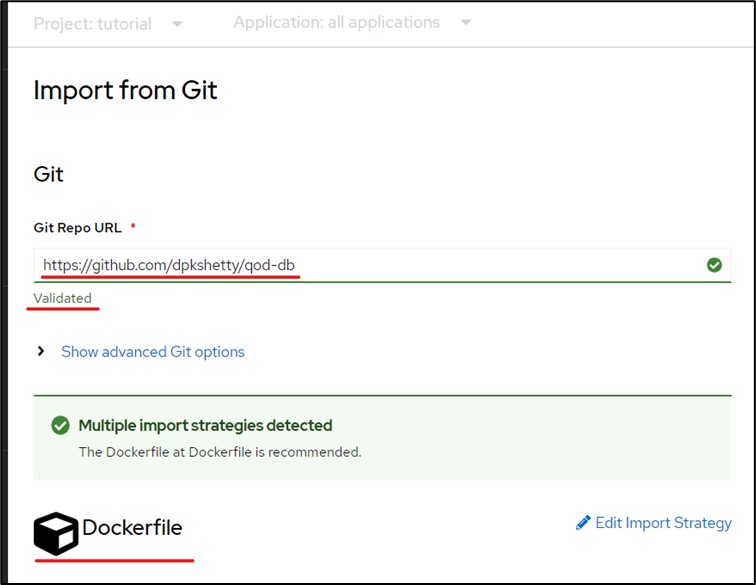 Project: tutorial Application: all applications
Import from Git
Git
Git Repo URL *
https://github.com/dpkshetty/qod-db
Validated
Show advanced Git options
Multiple import strategies detected
The Dockerfile at Dockerfile is recommended.
Dockerfile Edit Import Strategy